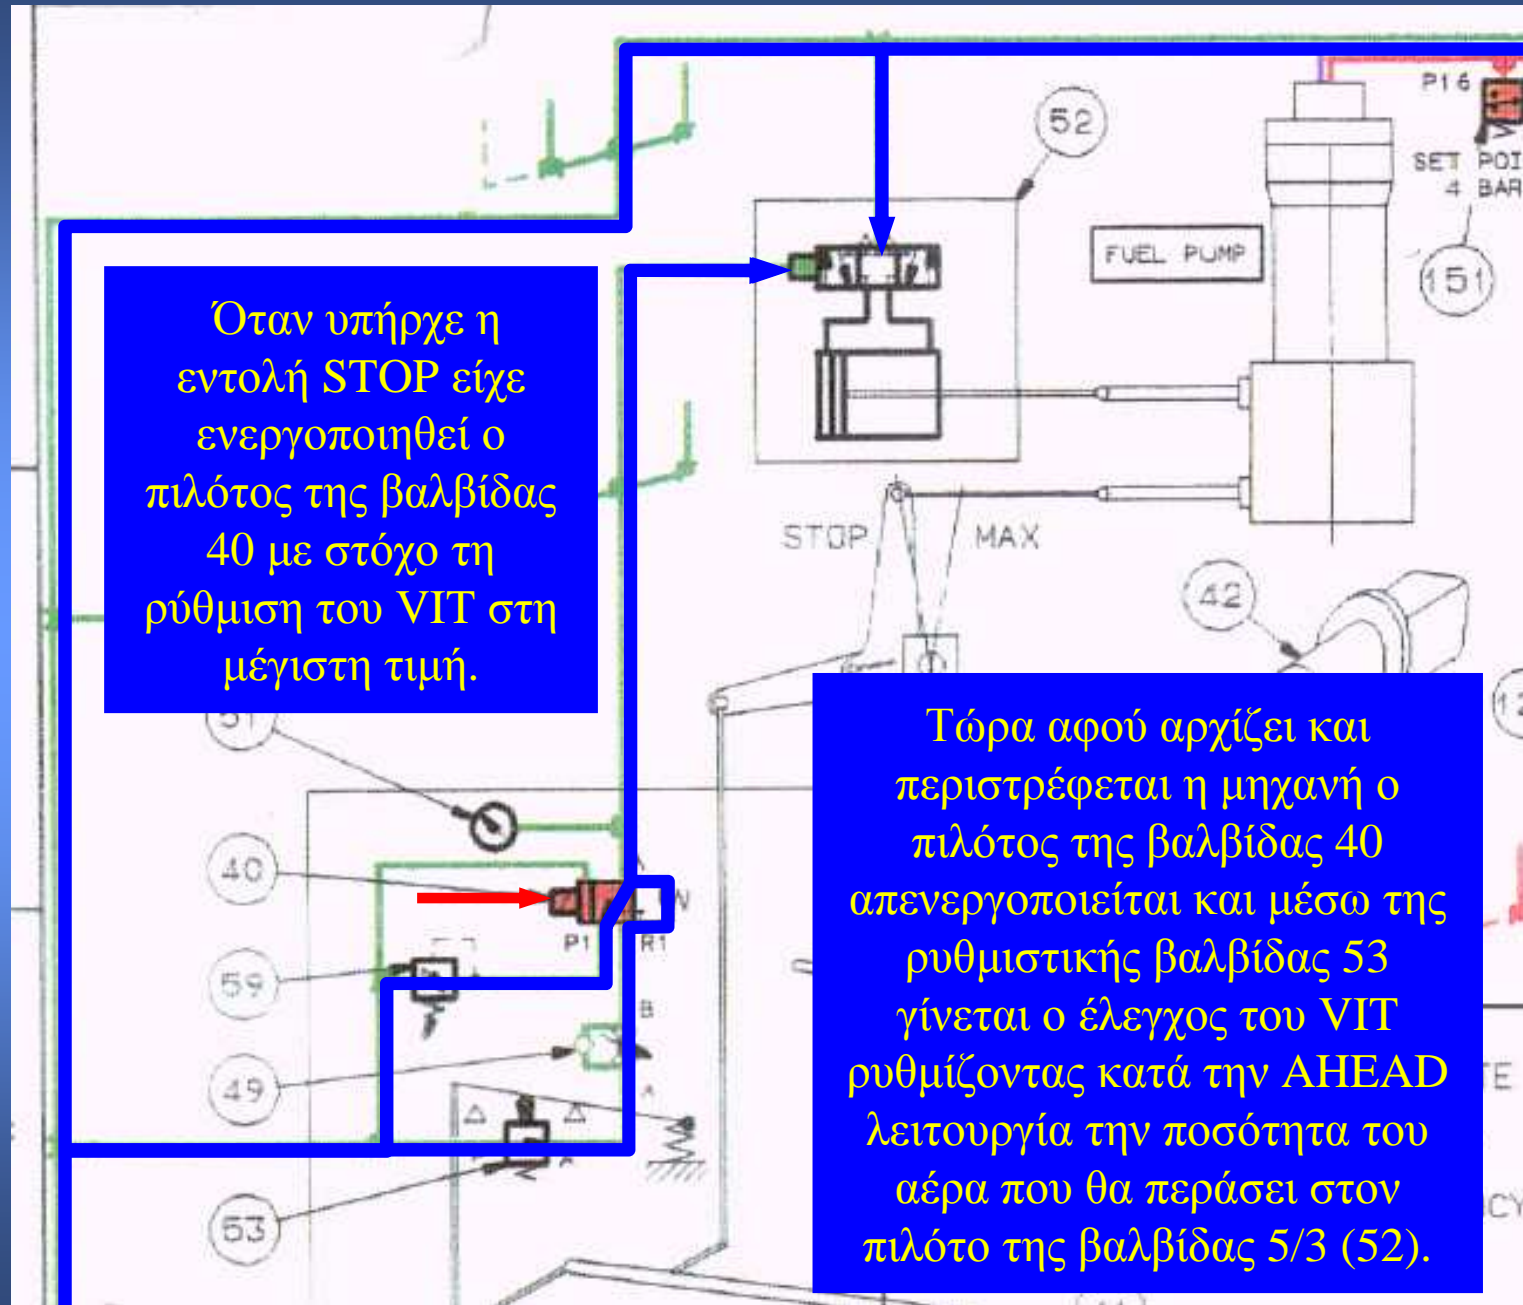 P16
52
SET POI
4 BAR
FUEL PUMP
151
Όταν υπήρχε η
εντολή STOP είχε
ενεργοποιηθεί ο
πιλότος της βαλβίδας
40 με στόχο τη
ρύθμιση του VIT στη
μέγιστη τιμή.
STOP
MAX
42
51
Τώρα αφού αρχίζει και
περιστρέφεται η μηχανή ο
πιλότος της βαλβίδας 40
απενεργοποιείται και μέσω της
ρυθμιστικής βαλβίδας 53
γίνεται ο έλεγχος του VIT
ρυθμίζοντας κατά την AHEAD
λειτουργία την ποσότητα του
αέρα που θα περάσει στον
πιλότο της βαλβίδας 5/3 (52).
40
P1
R1
59
B
49
A
53